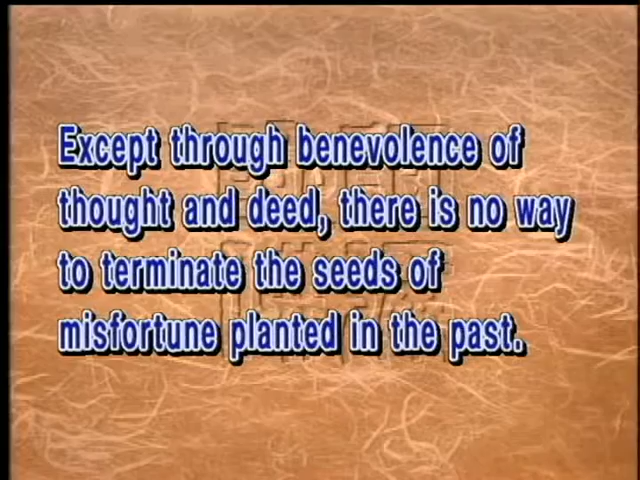 Except through benevolence of
thought and deed, there is no way
to terminate the seeds of
misfortune planted in the past.